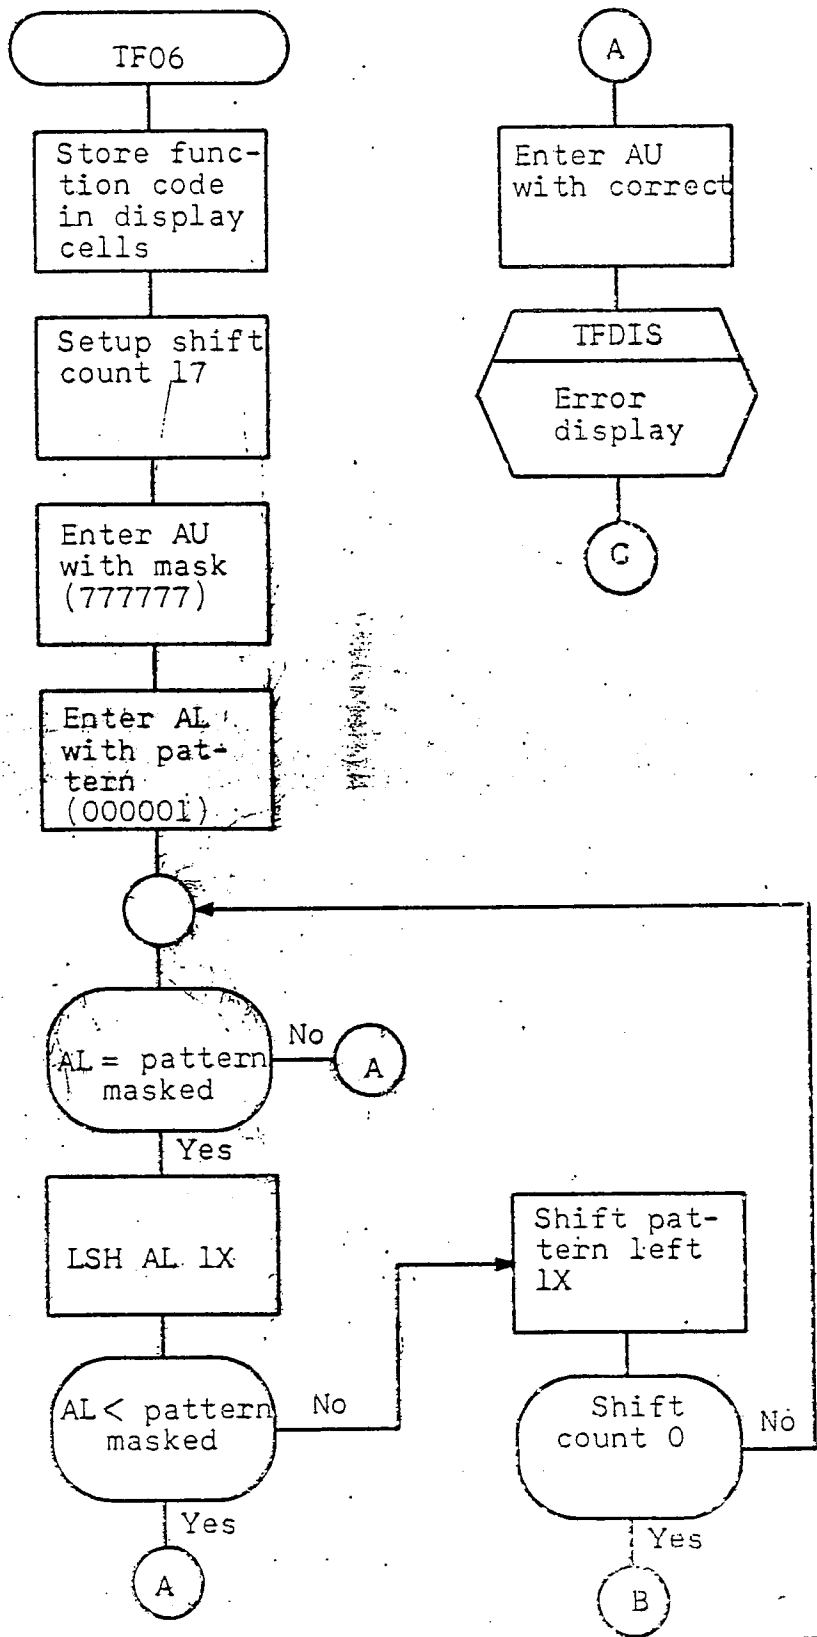 TF06
Store func-
tion code
in display
cells
Setup shift
count 17
Enter AU
with mask
(777777)
Enter AL
with pat-
tern
(000001)
AL = pattern
masked
No
A
Yes
LSH AL 1X
AL < pattern
masked
No
Yes
A
Shift pat-
tern left
1X
Shift
count 0
No
Yes
B
A
Enter AU
with correct
TFDIS
Error
display
C